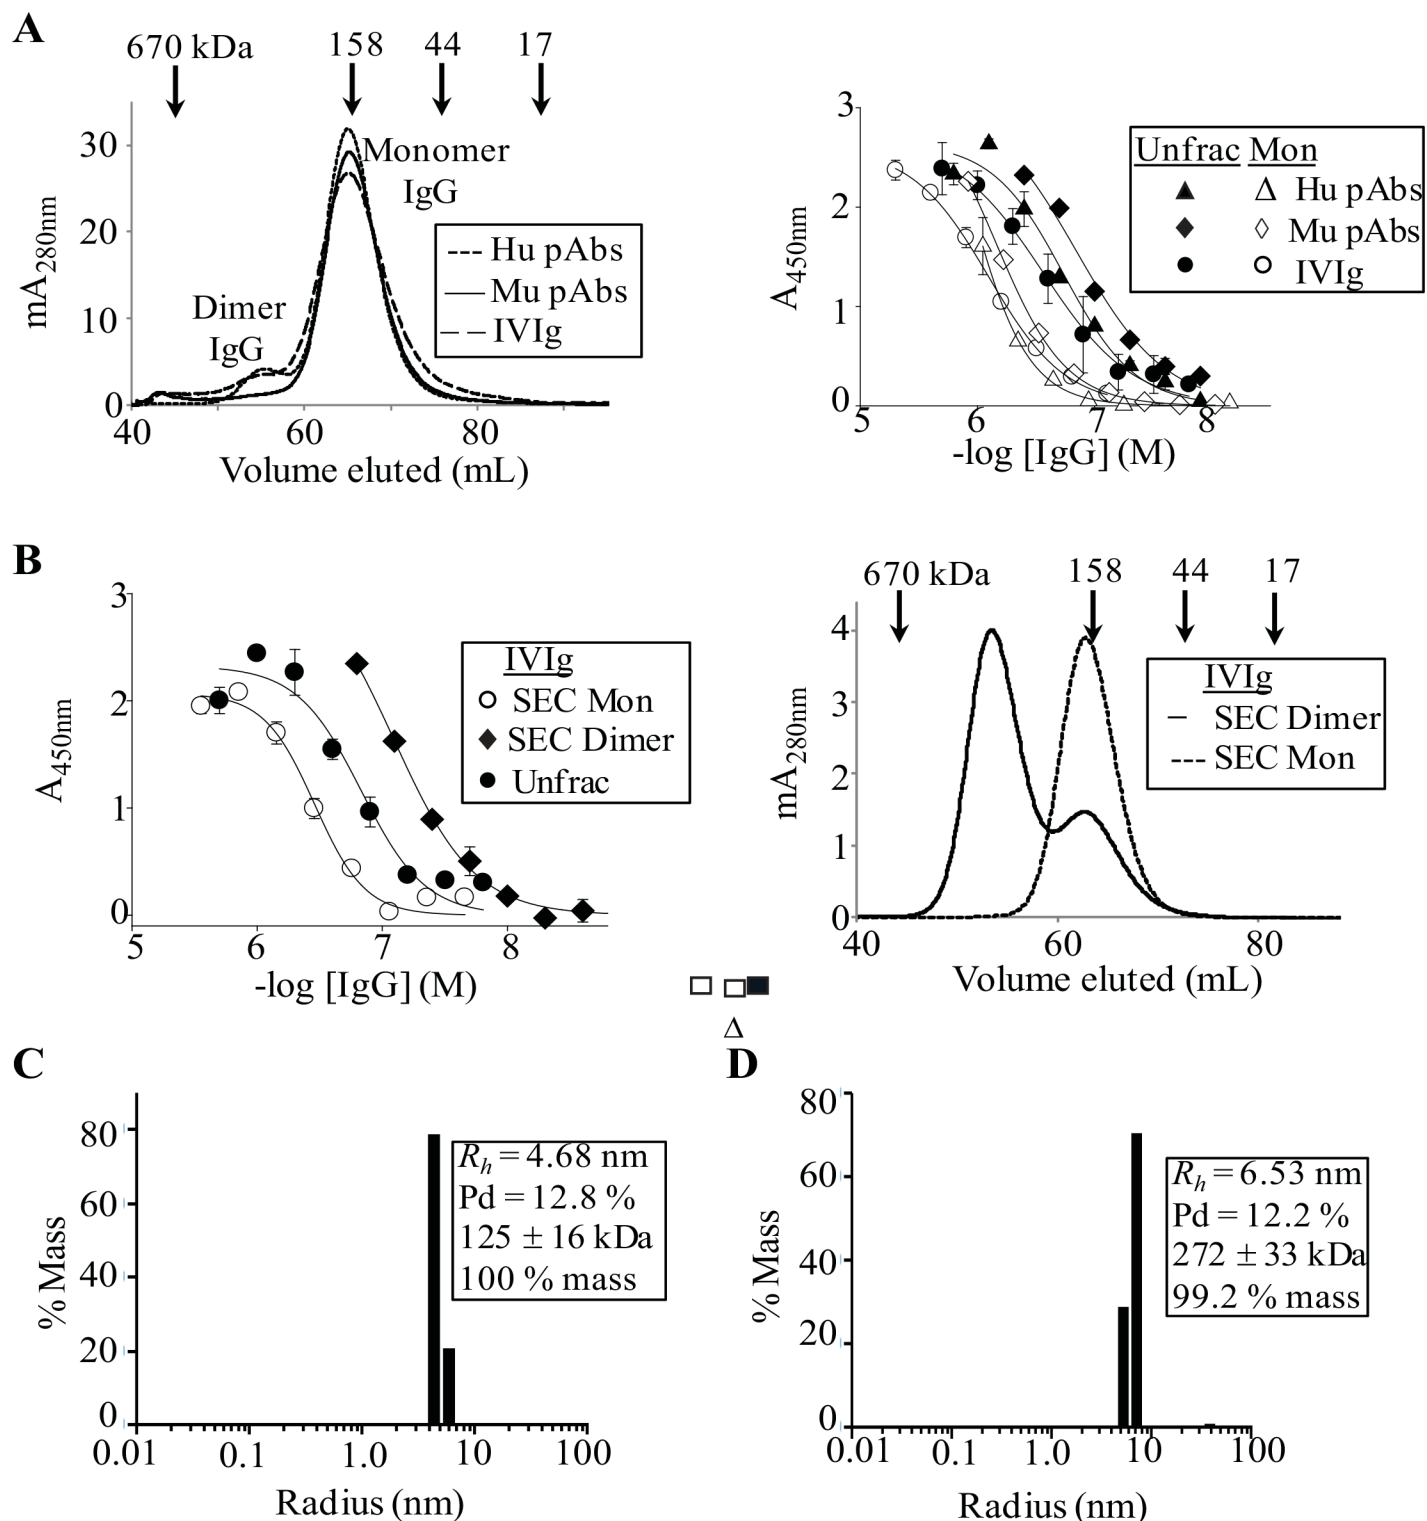 A
670 kDa 158 44 17
30
20
10
0
mA280nm
Monomer
IgG
Dimer
IgG
Hu pAbs
Mu pAbs
IVIg
40 60 80
Volume eluted (mL)
3
2
1
0
A450nm
Unfrac Mon
Hu pAbs
Mu pAbs
IVIg
5 6 7 8
-log [IgG] (M)
B
3
2
1
0
A450nm
IVIg
SEC Mon
SEC Dimer
Unfrac
5 6 7 8
-log [IgG] (M)
670 kDa 158 44 17
4
3
2
1
0
mA280nm
IVIg
SEC Dimer
SEC Mon
40 60 80
Volume eluted (mL)
Δ
C
80
60
40
20
0
% Mass
Rh = 4.68 nm
Pd = 12.8 %
125 ± 16 kDa
100 % mass
0.01 0.1 1.0 10 100
Radius (nm)
D
80
60
40
20
0
% Mass
Rh = 6.53 nm
Pd = 12.2 %
272 ± 33 kDa
99.2 % mass
0.01 0.1 1.0 10 100
Radius (nm)